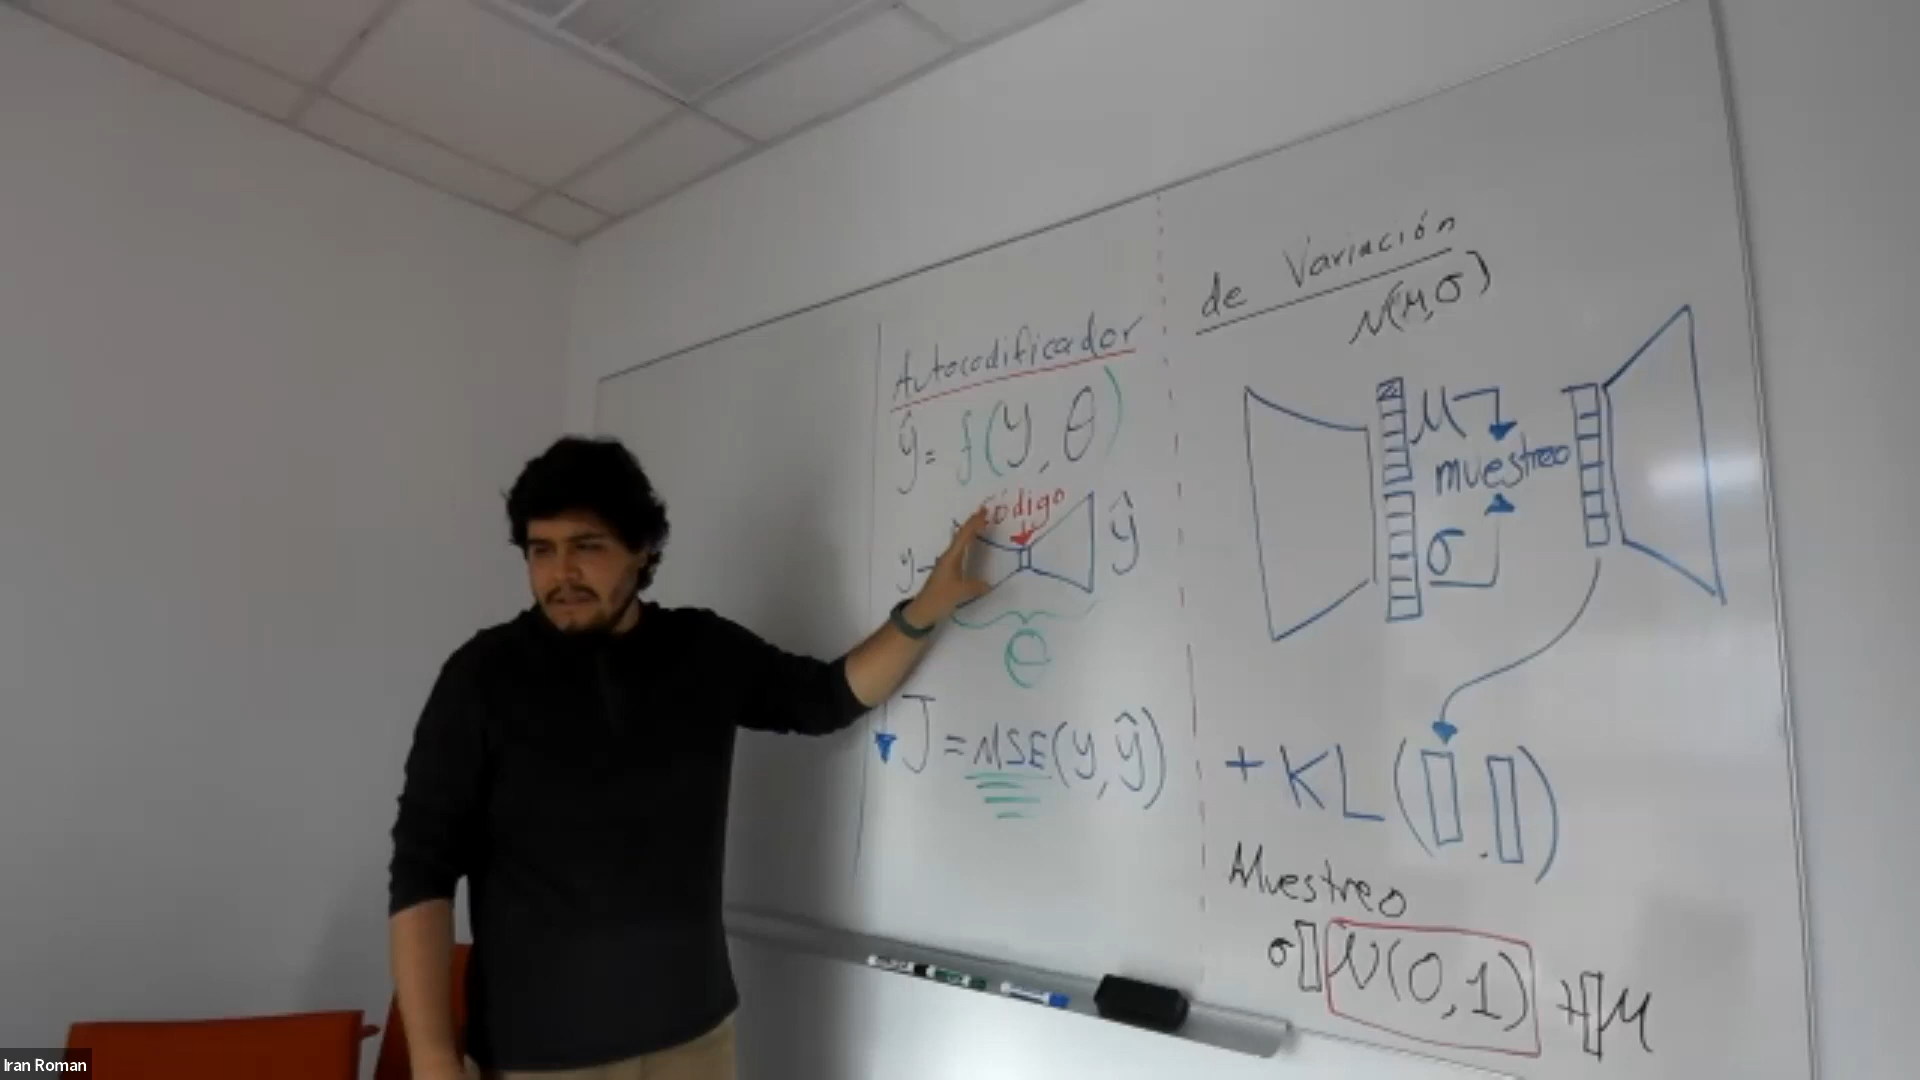 Autocodificador
ŷ = f(y, θ)
código
y → ŷ
θ
J = MSE(y, ŷ)
de Variación
N(μ, σ)
μ
muestreo
σ
+ KL( , )
Muestreo
σ N(0, 1) + μ
Iran Roman